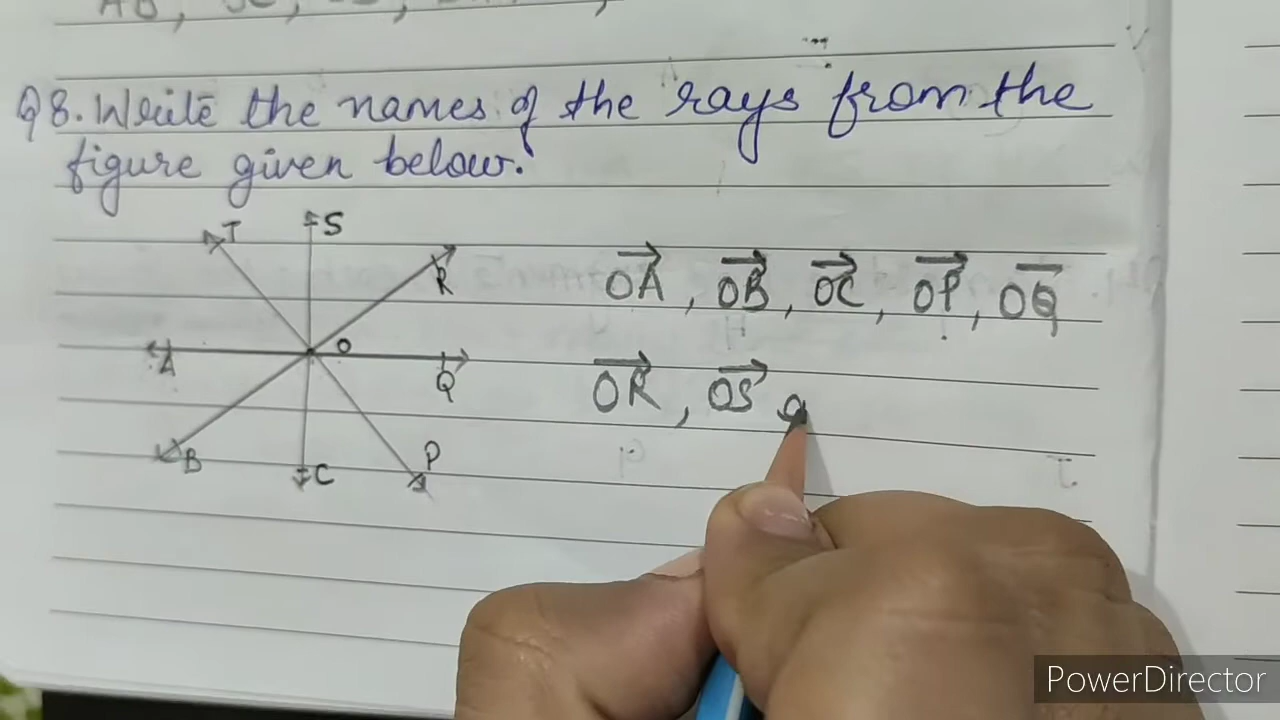 Q8. Write the names of the rays from the
figure given below.
T
S
R
O
A
Q
B
C
P
OA, OB, OC, OP, OQ
OR, OS
PowerDirector